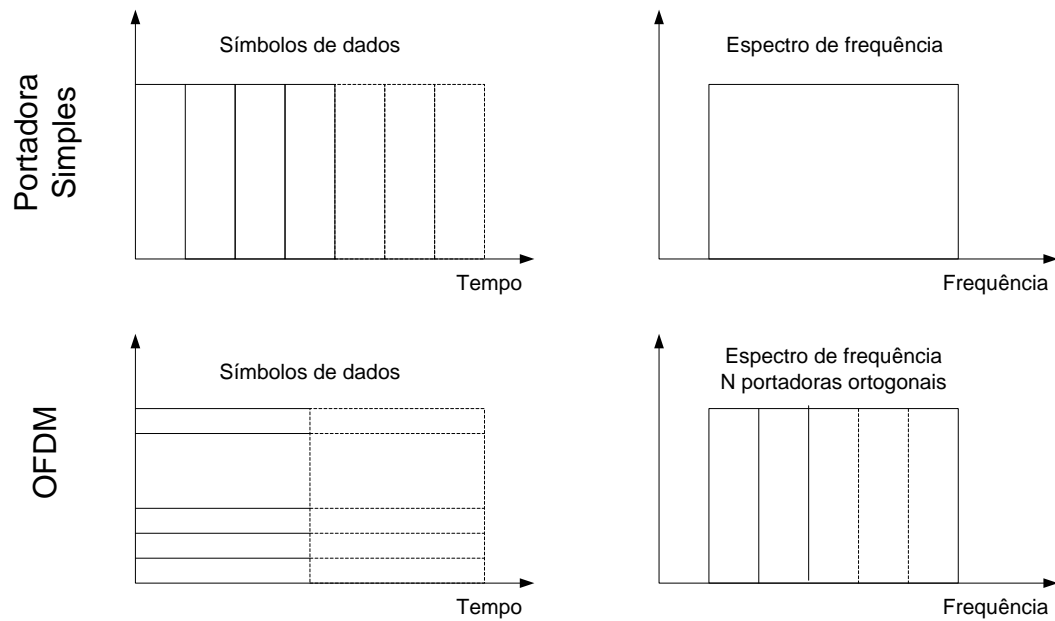 Portadora
Simples
Símbolos de dados
Tempo
Espectro de frequência
Frequência
OFDM
Símbolos de dados
Tempo
Espectro de frequência
N portadoras ortogonais
Frequência